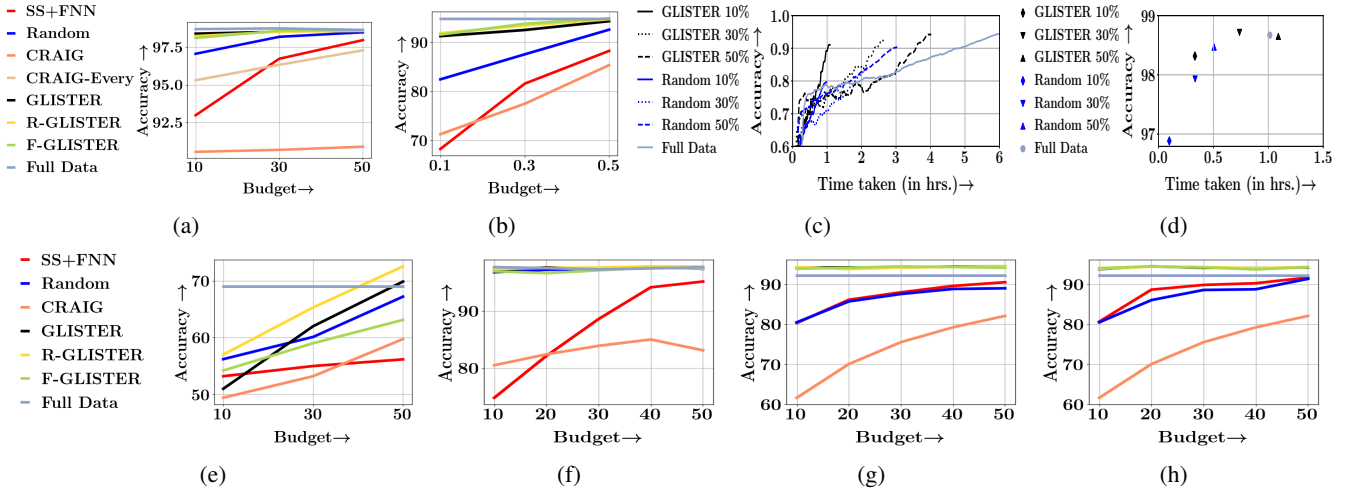 SS+FNN
Random
CRAIG
CRAIG-Every
GLISTER
R-GLISTER
F-GLISTER
Full Data
Accuracy →
97.5
95.0
92.5
10
30
50
Budget→
(a)
Accuracy →
90
80
70
0.1
0.3
0.5
Budget→
(b)
GLISTER 10%
GLISTER 30%
GLISTER 50%
Random 10%
Random 30%
Random 50%
Full Data
Accuracy →
1.0
0.9
0.8
0.7
0.6
0
1
2
3
4
5
6
Time taken (in hrs.)→
(c)
GLISTER 10%
GLISTER 30%
GLISTER 50%
Random 10%
Random 30%
Random 50%
Full Data
Accuracy →
99
98
97
0.0
0.5
1.0
1.5
Time taken (in hrs.)→
(d)
SS+FNN
Random
CRAIG
GLISTER
R-GLISTER
F-GLISTER
Full Data
Accuracy →
70
60
50
10
30
50
Budget→
(e)
Accuracy →
90
80
10
20
30
40
50
Budget→
(f)
Accuracy →
90
80
70
60
10
20
30
40
50
Budget→
(g)
Accuracy →
90
80
70
60
10
20
30
40
50
Budget→
(h)